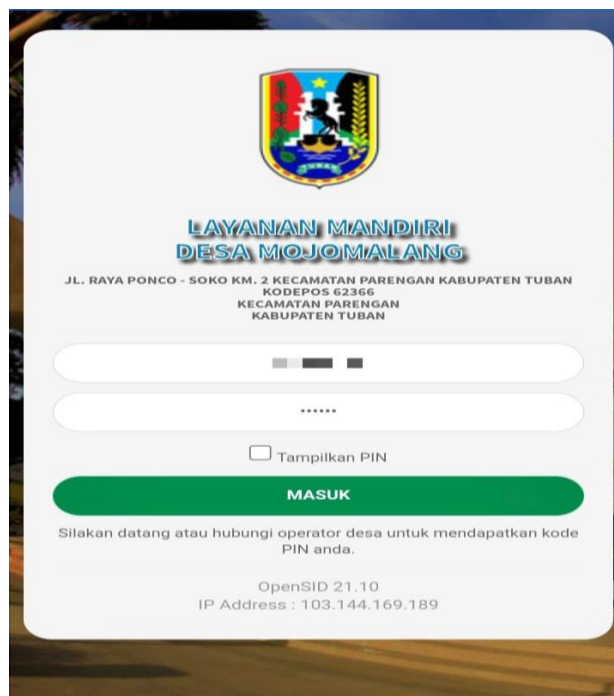 TUBAN
LAYANAN MANDIRI
DESA MOJOMALANG
JL. RAYA PONCO - SOKO KM. 2 KECAMATAN PARENGAN KABUPATEN TUBAN
KODEPOS 62366
KECAMATAN PARENGAN
KABUPATEN TUBAN
••••••
Tampilkan PIN
MASUK
Silakan datang atau hubungi operator desa untuk mendapatkan kode
PIN anda.
OpenSID 21.10
IP Address : 103.144.169.189